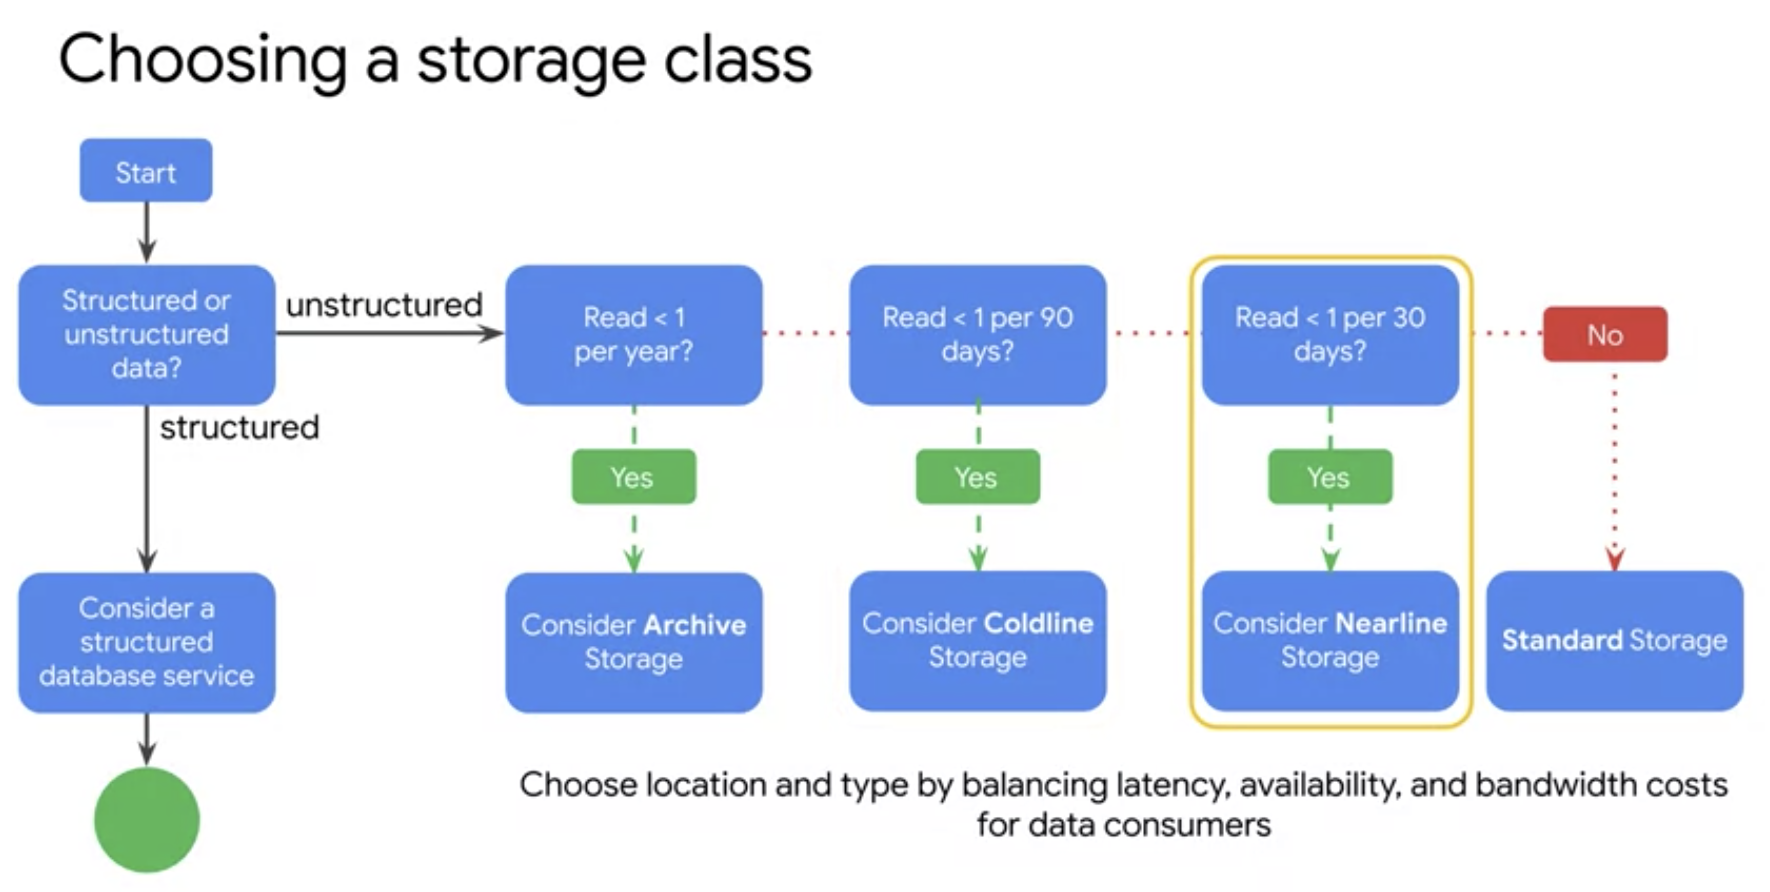 Choosing a storage class
Start
Structured or
unstructured
data?
unstructured
structured
Consider a
structured
database service
Read < 1
per year?
Yes
Consider Archive
Storage
Read < 1 per 90
days?
Yes
Consider Coldline
Storage
Read < 1 per 30
days?
Yes
Consider Nearline
Storage
No
Standard Storage
Choose location and type by balancing latency, availability, and bandwidth costs
for data consumers